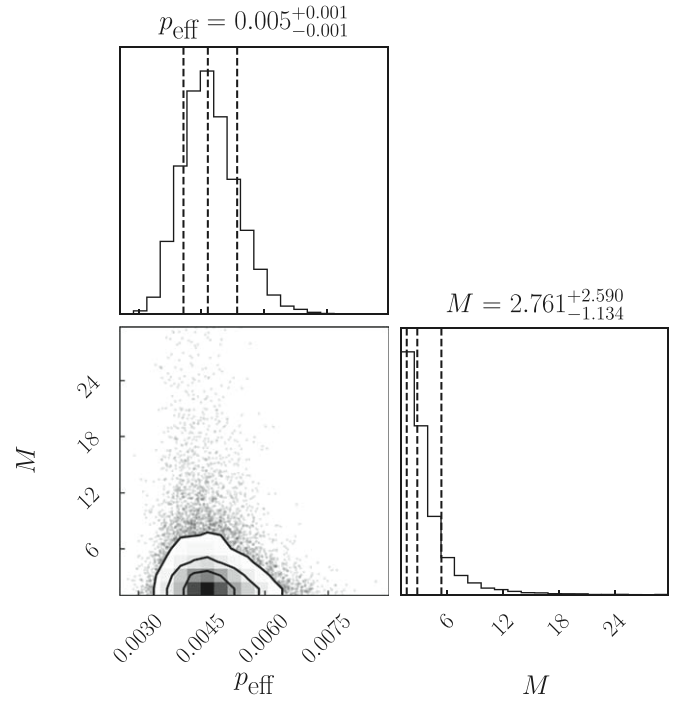 p_eff = 0.005^{+0.001}_{-0.001}
M = 2.761^{+2.590}_{-1.134}
24
18
12
6
M
0.0030 0.0045 0.0060 0.0075
p_eff
6 12 18 24
M